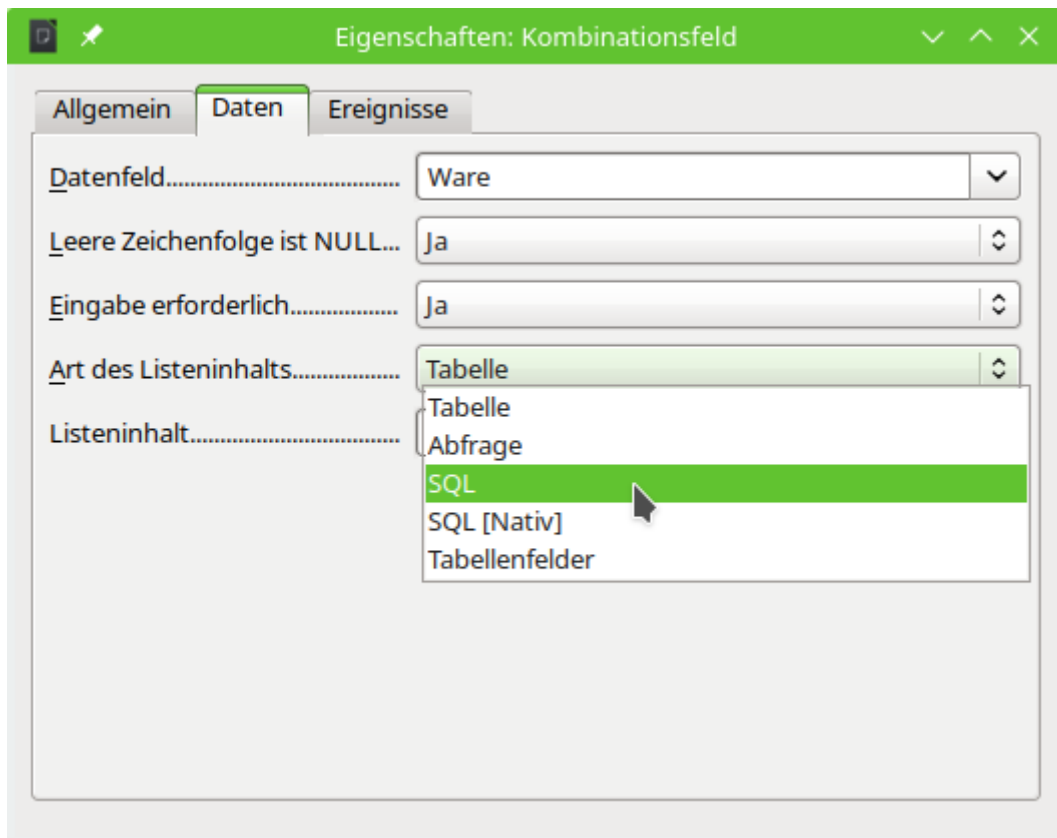 Eigenschaften: Kombinationsfeld
Allgemein Daten Ereignisse
Datenfeld....................................... Ware
Leere Zeichenfolge ist NULL... Ja
Eingabe erforderlich.................. Ja
Art des Listeninhalts.................. Tabelle
Listeninhalt...................................
Tabelle
Abfrage
SQL
SQL [Nativ]
Tabellenfelder